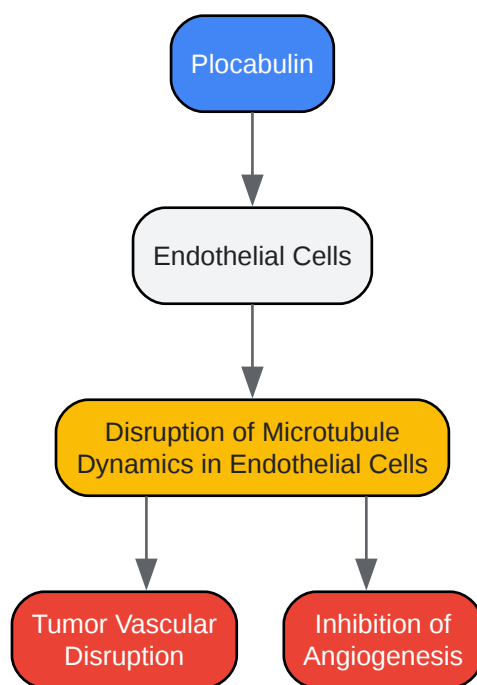 Plocabulin
Endothelial Cells
Disruption of Microtubule
Dynamics in Endothelial Cells
Tumor Vascular
Disruption
Inhibition of
Angiogenesis